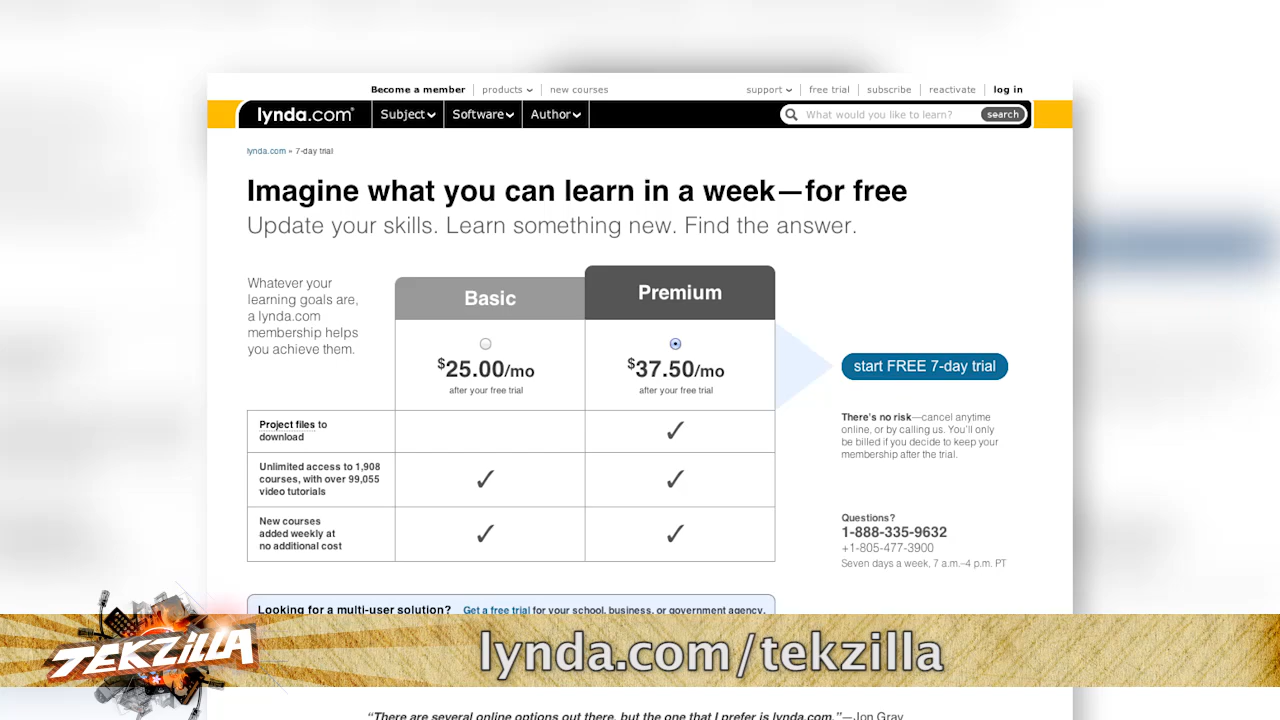 Become a member
products
new courses
support
free trial
subscribe
reactivate
log in
lynda.com®
Subject
Software
Author
What would you like to learn?
search
lynda.com » 7-day trial
Imagine what you can learn in a week—for free
Update your skills. Learn something new. Find the answer.
Whatever your
learning goals are,
a lynda.com
membership helps
you achieve them.
Basic
Premium
$25.00/mo
after your free trial
$37.50/mo
after your free trial
start FREE 7-day trial
Project files to
download
✓
Unlimited access to 1,908
courses, with over 99,055
video tutorials
✓
✓
New courses
added weekly at
no additional cost
✓
✓
There's no risk—cancel anytime
online, or by calling us. You'll only
be billed if you decide to keep your
membership after the trial.
Questions?
1-888-335-9632
+1-805-477-3900
Seven days a week, 7 a.m.–4 p.m. PT
Looking for a multi-user solution? Get a free trial for your school, business, or government agency.
TEKZILLA
lynda.com/tekzilla
“There are several online options out there, but the one that I prefer is lynda.com.”—Jon Gray